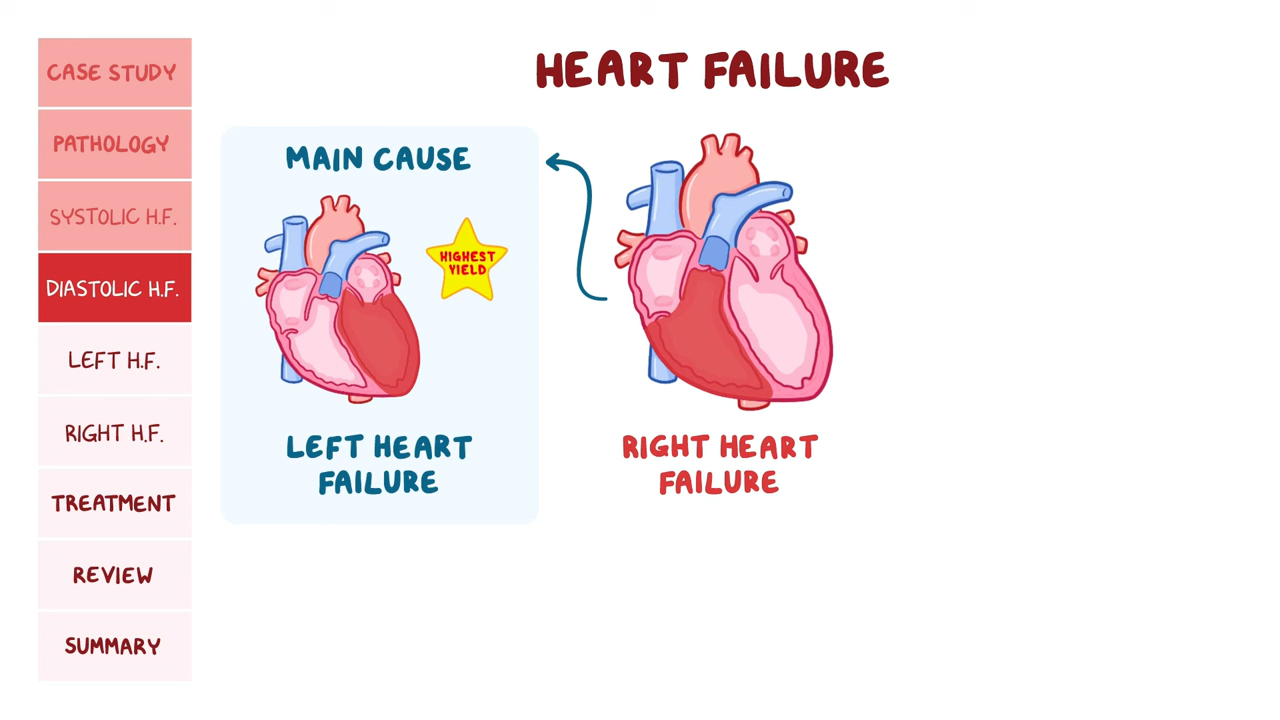 HEART FAILURE
CASE STUDY
PATHOLOGY
SYSTOLIC H.F.
DIASTOLIC H.F.
LEFT H.F.
RIGHT H.F.
TREATMENT
REVIEW
SUMMARY
MAIN CAUSE
HIGHEST
YIELD
LEFT HEART
FAILURE
RIGHT HEART
FAILURE